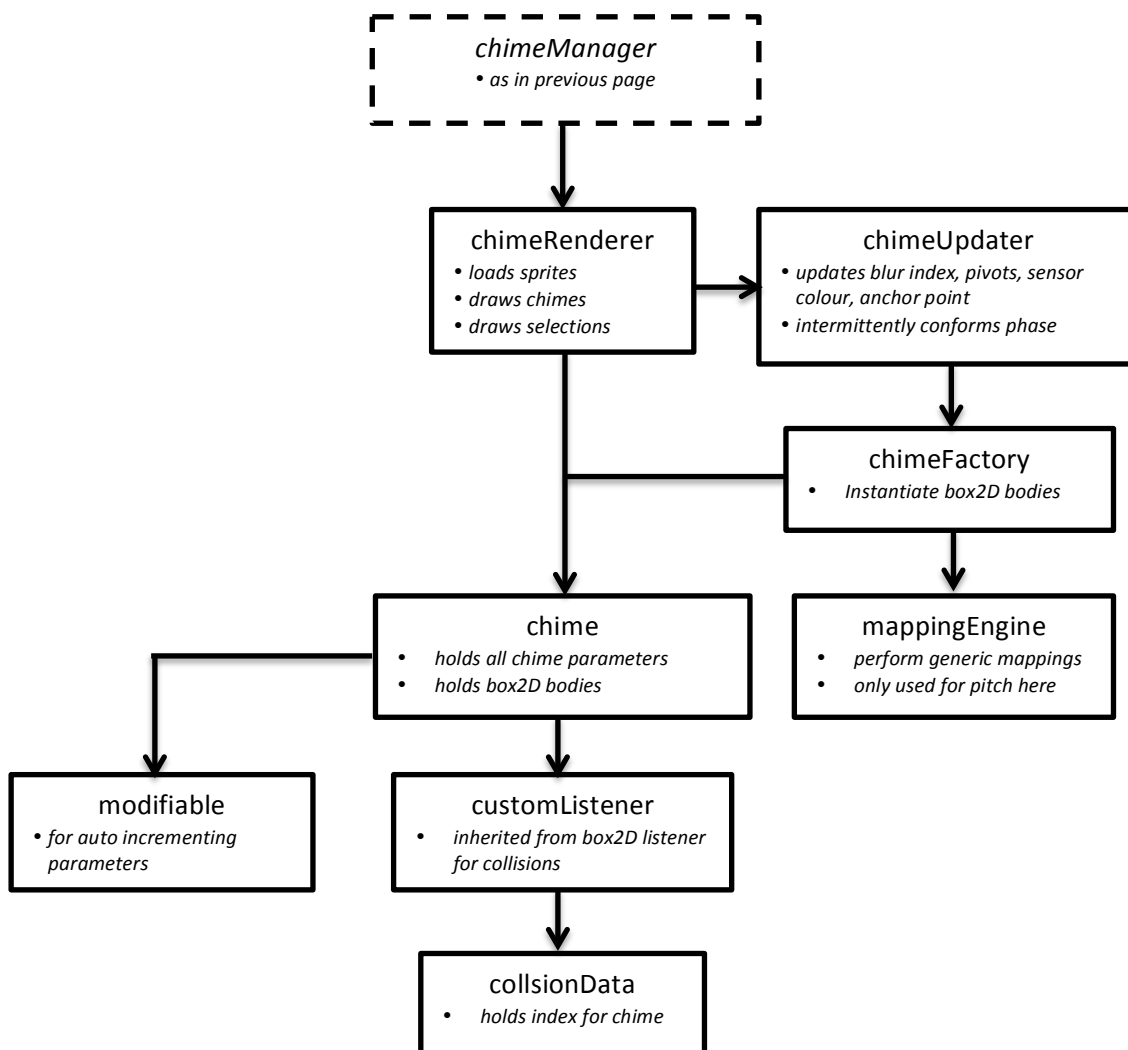 chimeManager
• as in previous page
chimeRenderer
• loads sprites
• draws chimes
• draws selections
chimeUpdater
• updates blur index, pivots, sensor
colour, anchor point
• intermittently conforms phase
chimeFactory
• Instantiate box2D bodies
chime
• holds all chime parameters
• holds box2D bodies
mappingEngine
• perform generic mappings
• only used for pitch here
modifiable
• for auto incrementing
parameters
customListener
• inherited from box2D listener
for collisions
collsionData
• holds index for chime